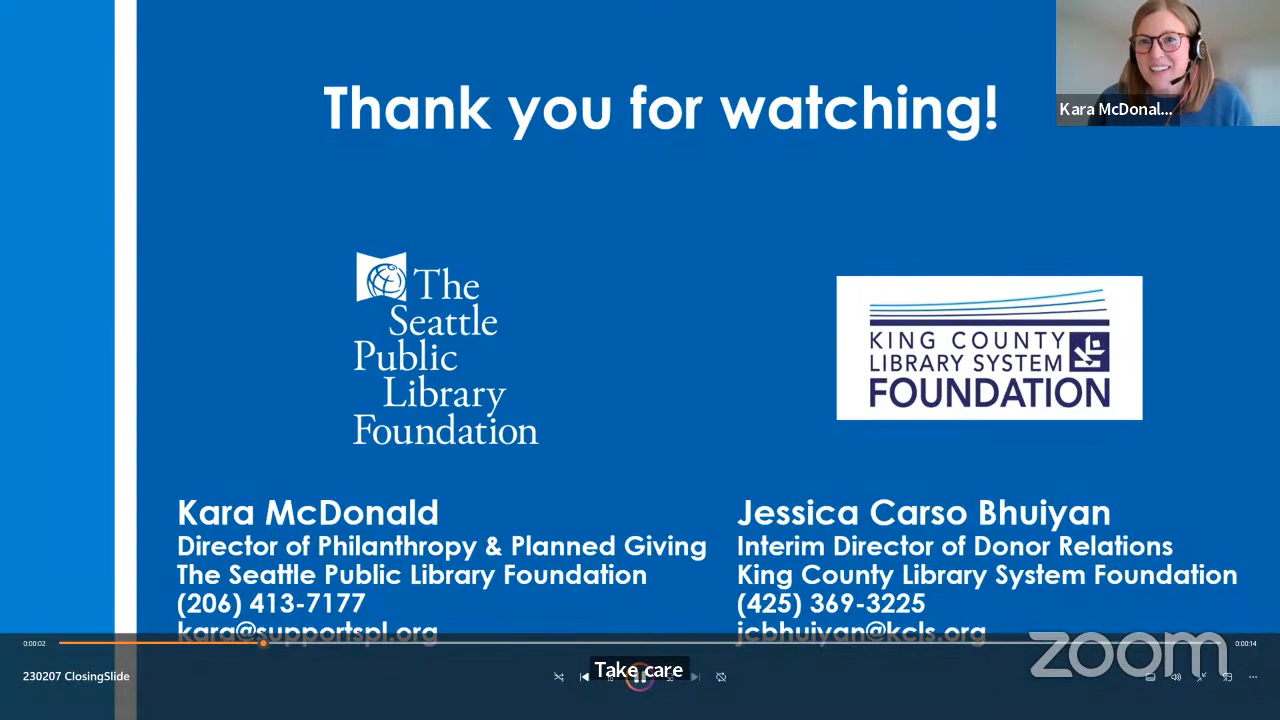 Thank you for watching!
Kara McDonal...
The
Seattle
Public
Library
Foundation
KING COUNTY
LIBRARY SYSTEM
FOUNDATION
Kara McDonald
Director of Philanthropy & Planned Giving
The Seattle Public Library Foundation
(206) 413-7177
kara@supportspl.org
Jessica Carso Bhuiyan
Interim Director of Donor Relations
King County Library System Foundation
(425) 369-3225
jcbhuiyan@kcls.org
0:00:02
0:00:14
230207 ClosingSlide
Take care
zoom